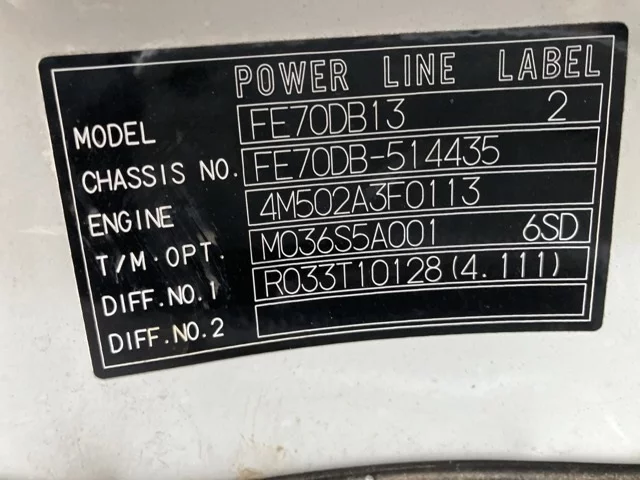 POWER LINE LABEL
MODEL FE70DB13 2
CHASSIS NO. FE70DB-514435
ENGINE 4M502A3F0113
T/M·OPT. M036S5A001 6SD
DIFF.NO.1 R033T10128(4.111)
DIFF.NO.2